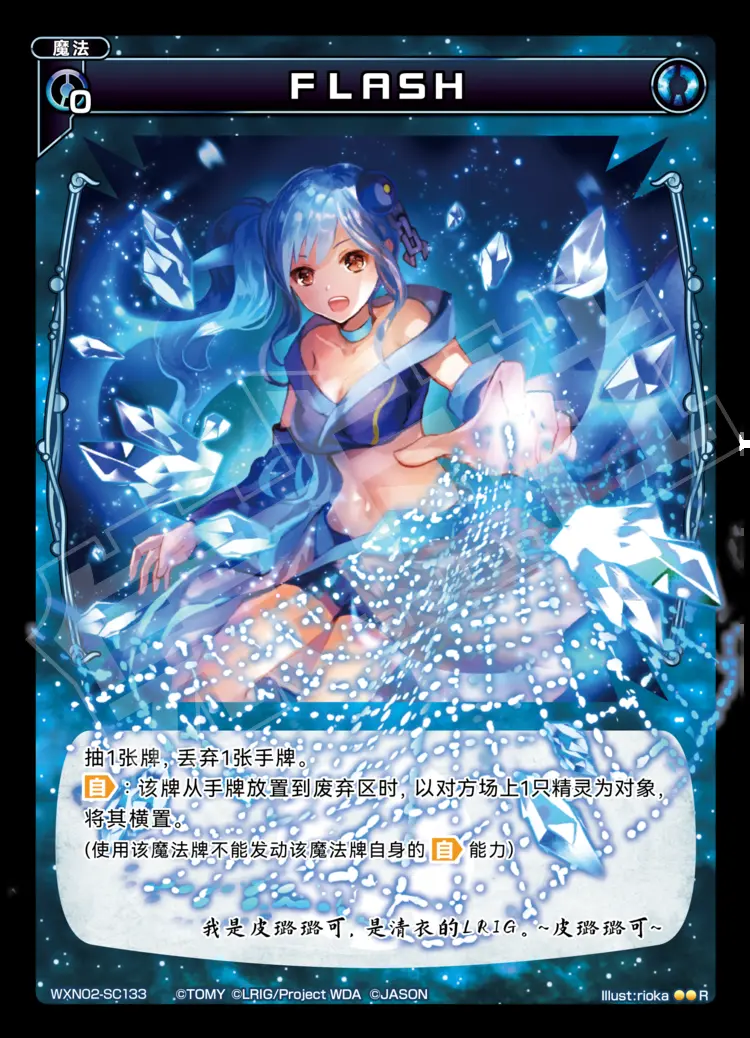 魔法
0
FLASH
抽1张牌, 丢弃1张手牌。
自 : 该牌从手牌放置到废弃区时, 以对方场上1只精灵为对象,
将其横置。
(使用该魔法牌不能发动该魔法牌自身的 自 能力)
我是皮璐璐可, 是清衣的LRIG。~皮璐璐可~
WXN02-SC133 ©TOMY ©LRIG/Project WDA ©JASON Illust:rioka R